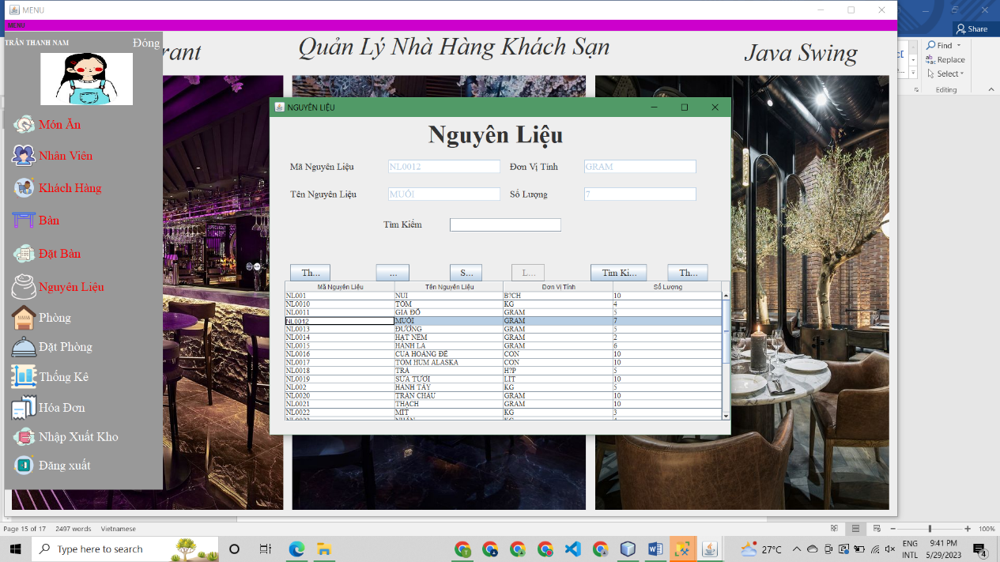 MENU
MENU
TRẦN THANH NAM
Đóng
rant
Quản Lý Nhà Hàng Khách Sạn
Java Swing
Món Ăn
Nhân Viên
Khách Hàng
Bàn
Đặt Bàn
Nguyên Liệu
Phòng
Đặt Phòng
Thống Kê
Hóa Đơn
Nhập Xuất Kho
Đăng xuất
NGUYÊN LIỆU
Nguyên Liệu
Mã Nguyên Liệu NL0012 Đơn Vị Tính GRAM
Tên Nguyên Liệu MUỐI Số Lượng 7
Tìm Kiếm
Th... ... S... L... Tìm Ki... Th...
Mã Nguyên Liệu Tên Nguyên Liệu Đơn Vị Tính Số Lượng
NL001 NUI B?CH 10
NL0010 TÔM KG 4
NL0011 GIÁ ĐỖ GRAM 5
NL0012 MUỐI GRAM 7
NL0013 ĐƯỜNG GRAM 5
NL0014 HẠT NÊM GRAM 2
NL0015 HÀNH LÁ GRAM 6
NL0016 CUA HOÀNG ĐẾ CON 10
NL0017 TÔM HÙM ALASKA CON 10
NL0018 TRÀ H?P 5
NL0019 SỮA TƯƠI LÍT 10
NL002 HÀNH TÂY KG 5
NL0020 TRÂN CHÂU GRAM 10
NL0021 THẠCH GRAM 10
NL0022 MÍT KG 3
Share
Find
Replace
Select
Editing
Page 15 of 17 2497 words Vietnamese
100%
Type here to search
27°C
ENG
INTL
9:41 PM
5/29/2023
4